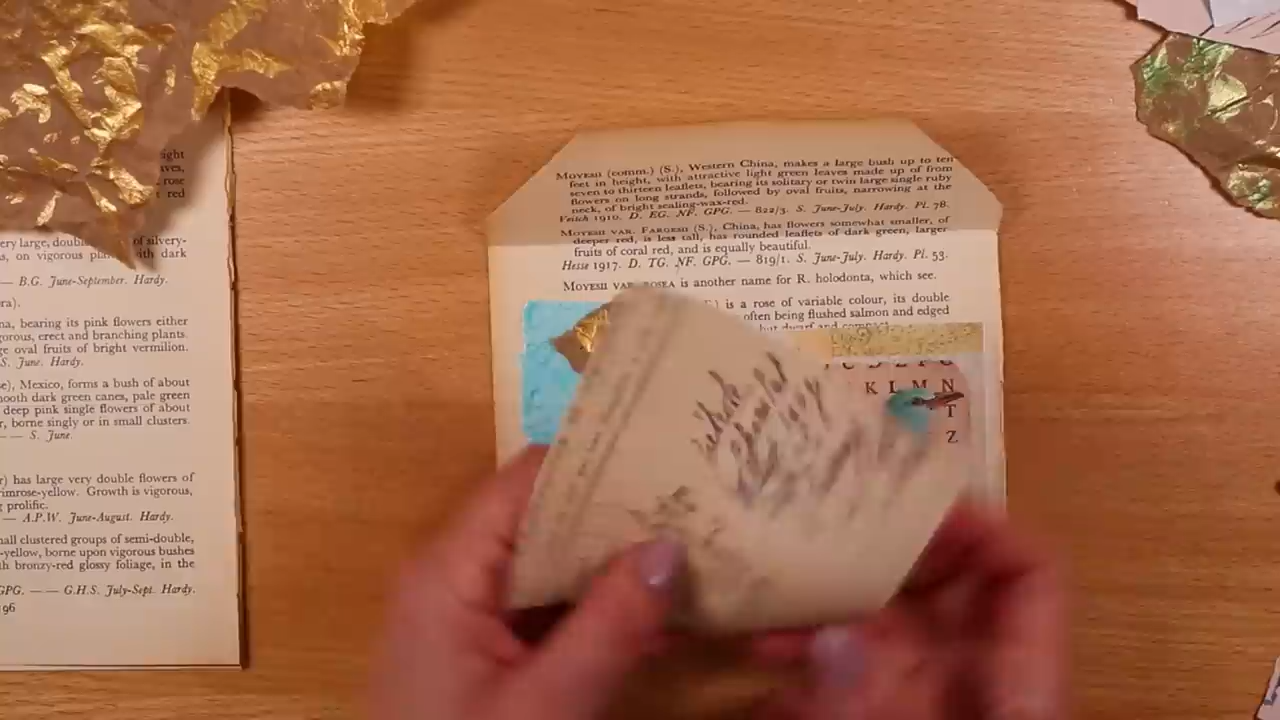 ight
ves,
rose
t red
ery large, doubl of silvery-
s, on vigorous pla ith dark
— B.G. June-September. Hardy.
ra).
na, bearing its pink flowers either
gorous, erect and branching plants.
ge oval fruits of bright vermilion.
S. June. Hardy.
e), Mexico, forms a bush of about
mooth dark green canes, pale green
deep pink single flowers of about
r, borne singly or in small clusters.
— — S. June.
r) has large very double flowers of
rimrose-yellow. Growth is vigorous,
prolific.
— A.P.W. June-August. Hardy.
mall clustered groups of semi-double,
-yellow, borne upon vigorous bushes
th bronzy-red glossy foliage, in the
GPG. — — G.H.S. July-Sept. Hardy.
96
Moyesii (comm.) (S.), Western China, makes a large bush up to ten
feet in height, with attractive light green leaves made up of from
seven to thirteen leaflets, bearing its solitary or twin large single ruby
flowers on long strands, followed by oval fruits, narrowing at the
neck, of bright sealing-wax-red.
Veitch 1910. D. EG. NF. GPG. — 822/3. S. June-July. Hardy. Pl. 78.
Moyesii var. Fargesii (S.), China, has flowers somewhat smaller, of
deeper red, is less tall, has rounded leaflets of dark green, larger
fruits of coral red, and is equally beautiful.
Hesse 1917. D. TG. NF. GPG. — 819/1. S. June-July. Hardy. Pl. 53.
Moyesii var. rosea is another name for R. holodonta, which see.
) is a rose of variable colour, its double
often being flushed salmon and edged
but dwarf and compact.
K L M N
T
Z